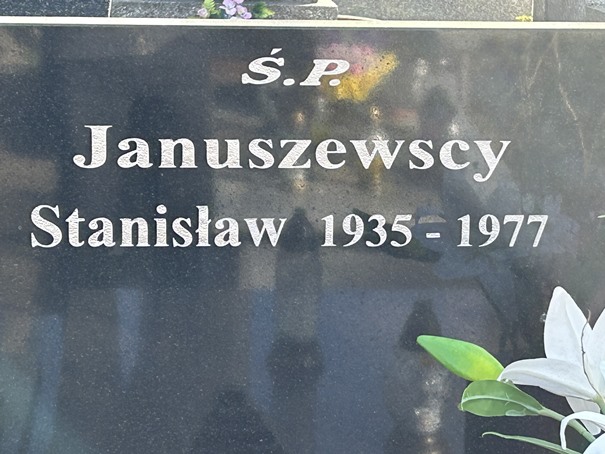 Ś.P.
Januszewscy
Stanisław 1935 - 1977